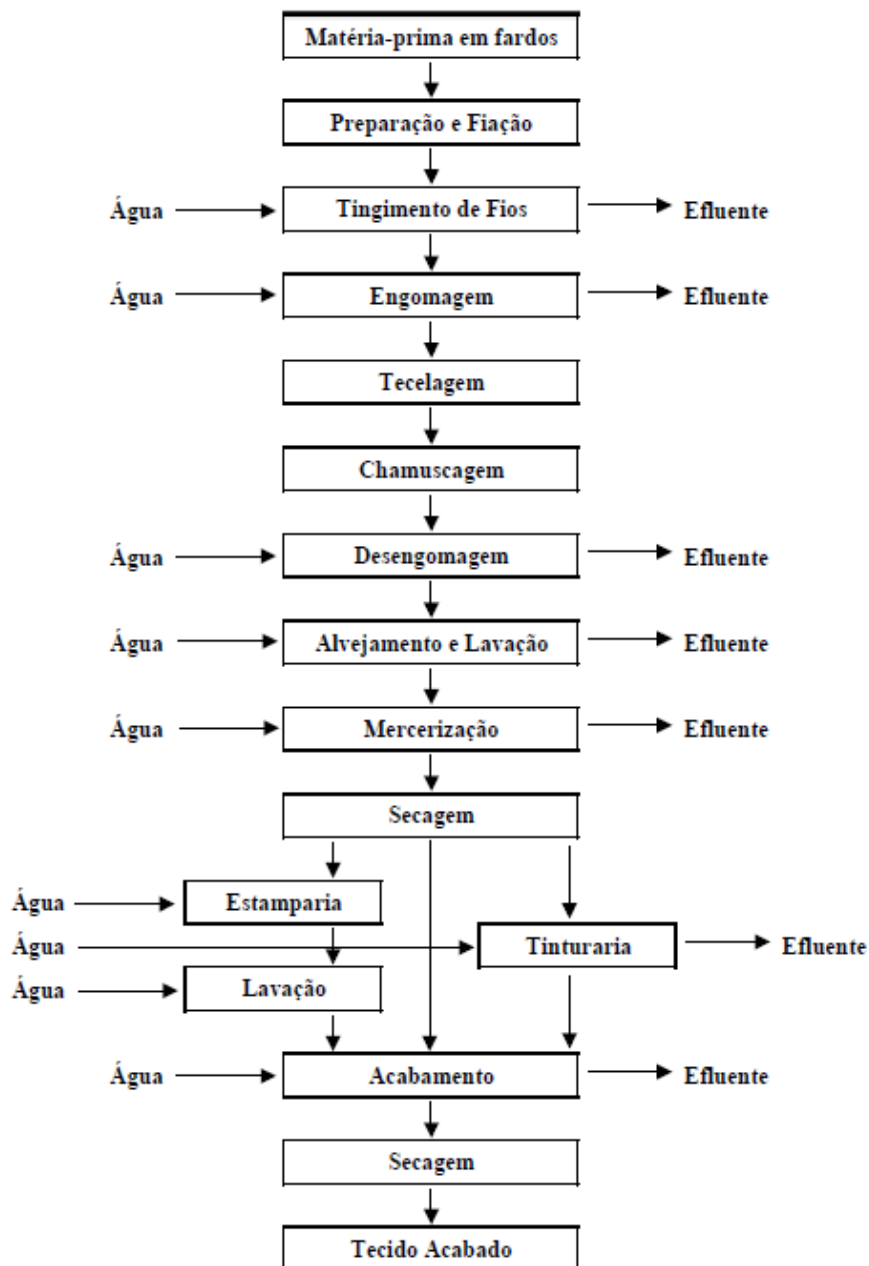 Matéria-prima em fardos
Preparação e Fiação
Água Tingimento de Fios Efluente
Água Engomagem Efluente
Tecelagem
Chamuscagem
Água Desengomagem Efluente
Água Alvejamento e Lavação Efluente
Água Mercerização Efluente
Secagem
Água Estamparia
Água Tinturaria Efluente
Água Lavação
Água Acabamento Efluente
Secagem
Tecido Acabado